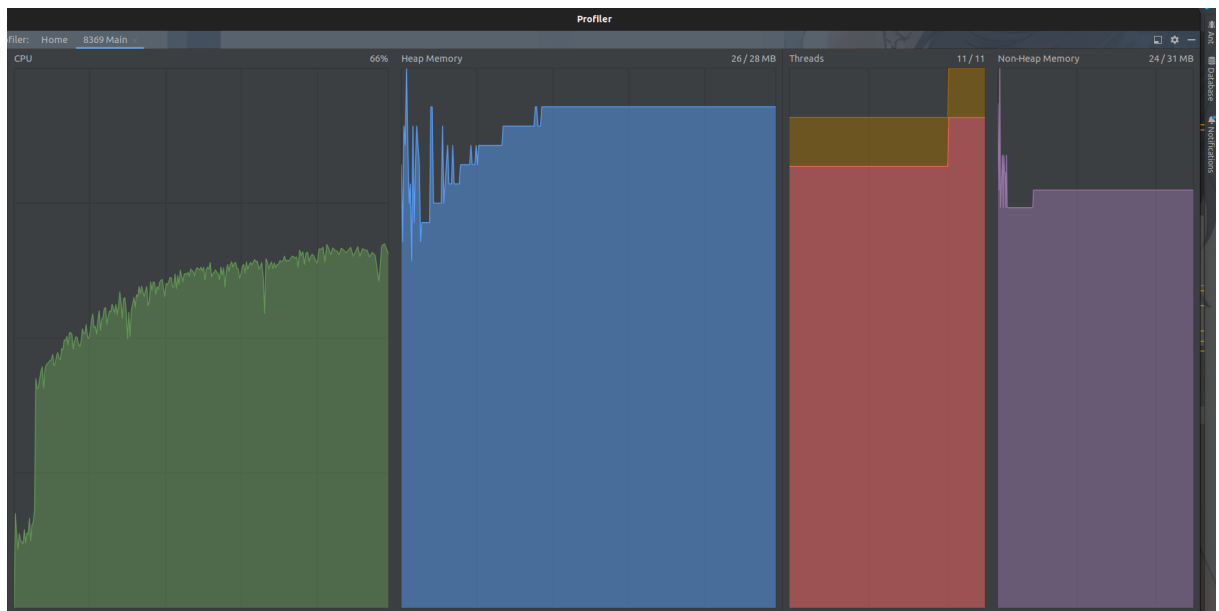 Profiler
filer: Home 8369 Main
CPU 66%
Heap Memory 26 / 28 MB
Threads 11 / 11
Non-Heap Memory 24 / 31 MB
Ant
Database
Notifications